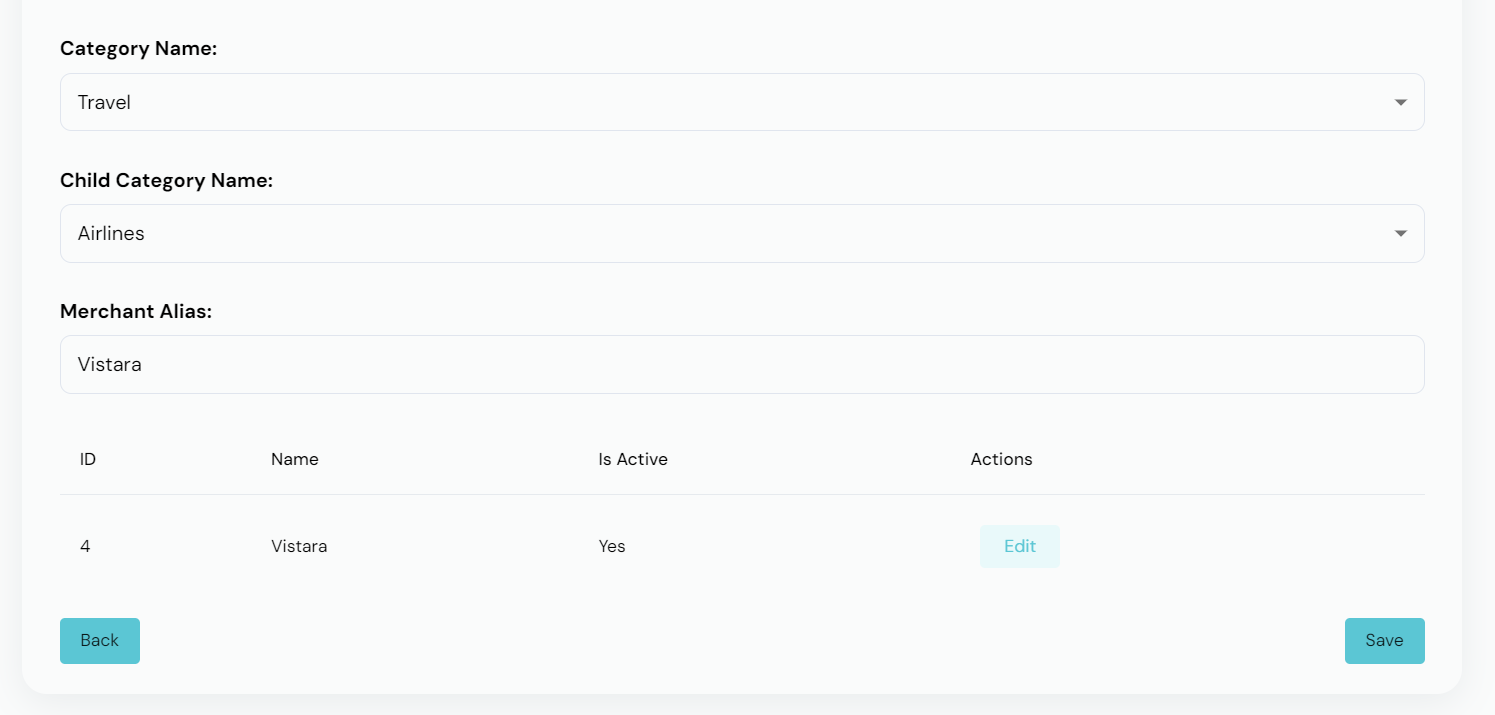 Category Name:
Travel
Child Category Name:
Airlines
Merchant Alias:
Vistara
ID Name Is Active Actions
4 Vistara Yes Edit
Back Save